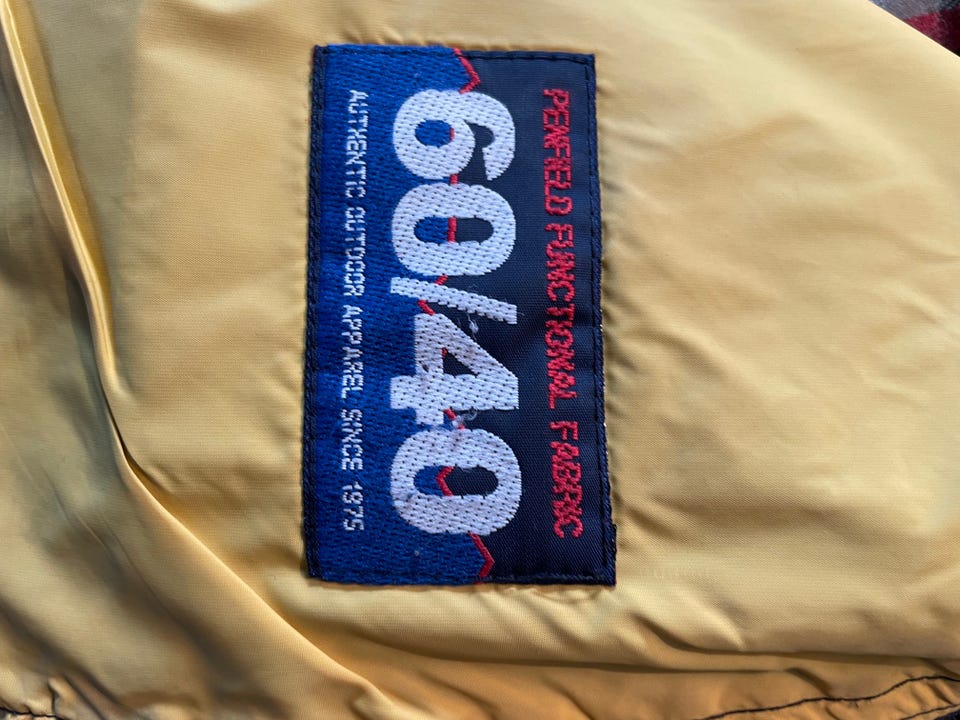 PENFIELD FUNCTIONAL FABRIC
60/40
AUTHENTIC OUTDOOR APPAREL SINCE 1975